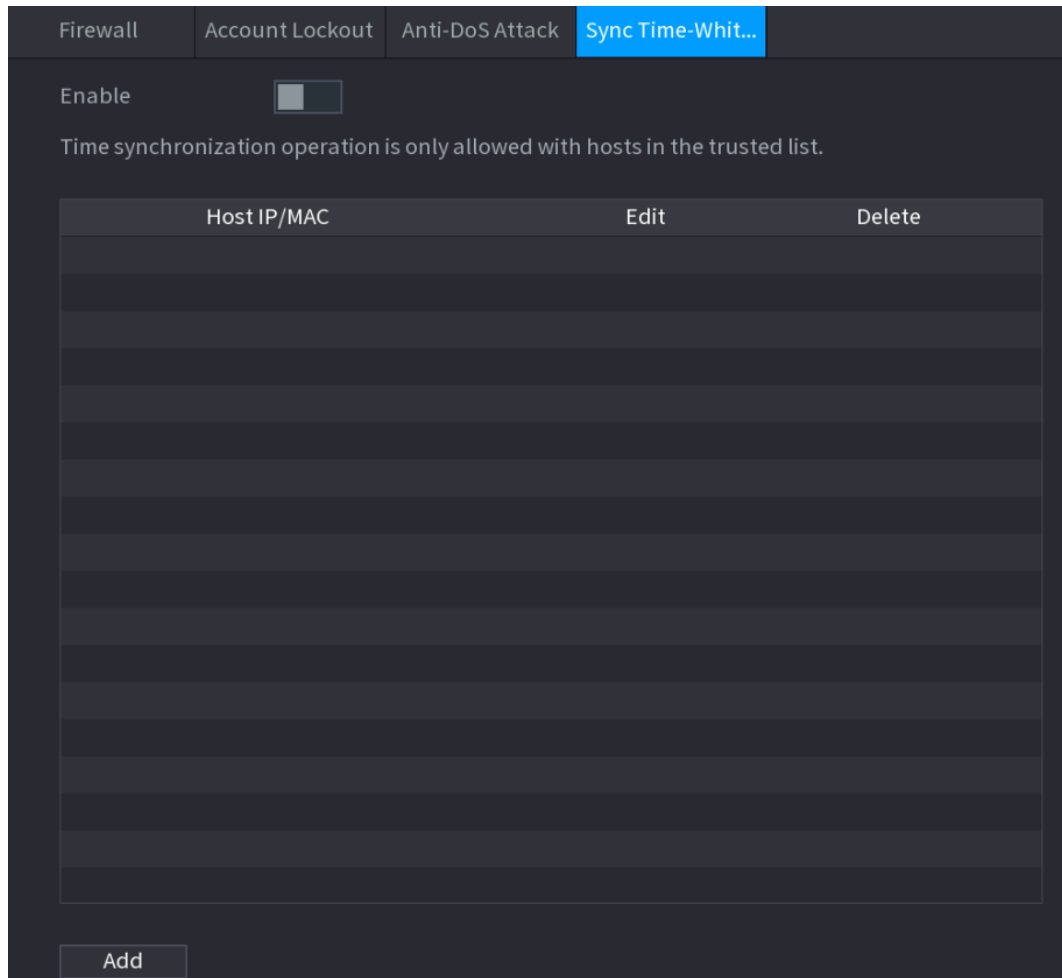 Firewall Account Lockout Anti-DoS Attack Sync Time-Whit...
Enable
Time synchronization operation is only allowed with hosts in the trusted list.
Host IP/MAC Edit Delete
Add